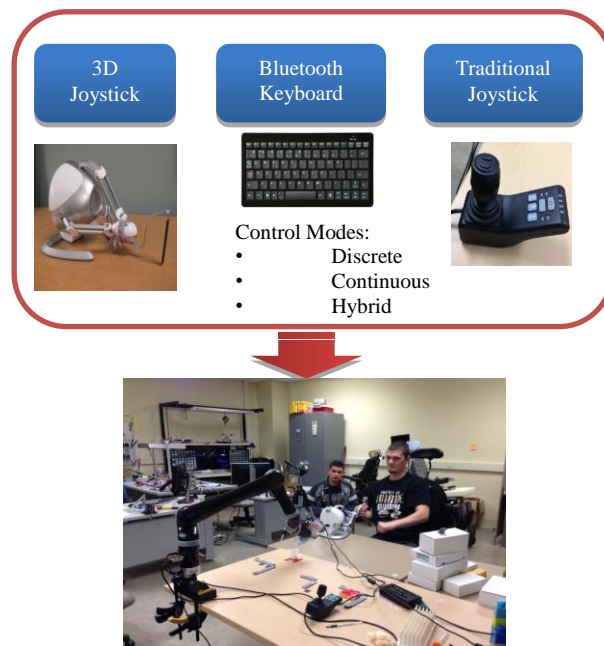 3D
Joystick
Bluetooth
Keyboard
Traditional
Joystick
Control Modes:
• Discrete
• Continuous
• Hybrid